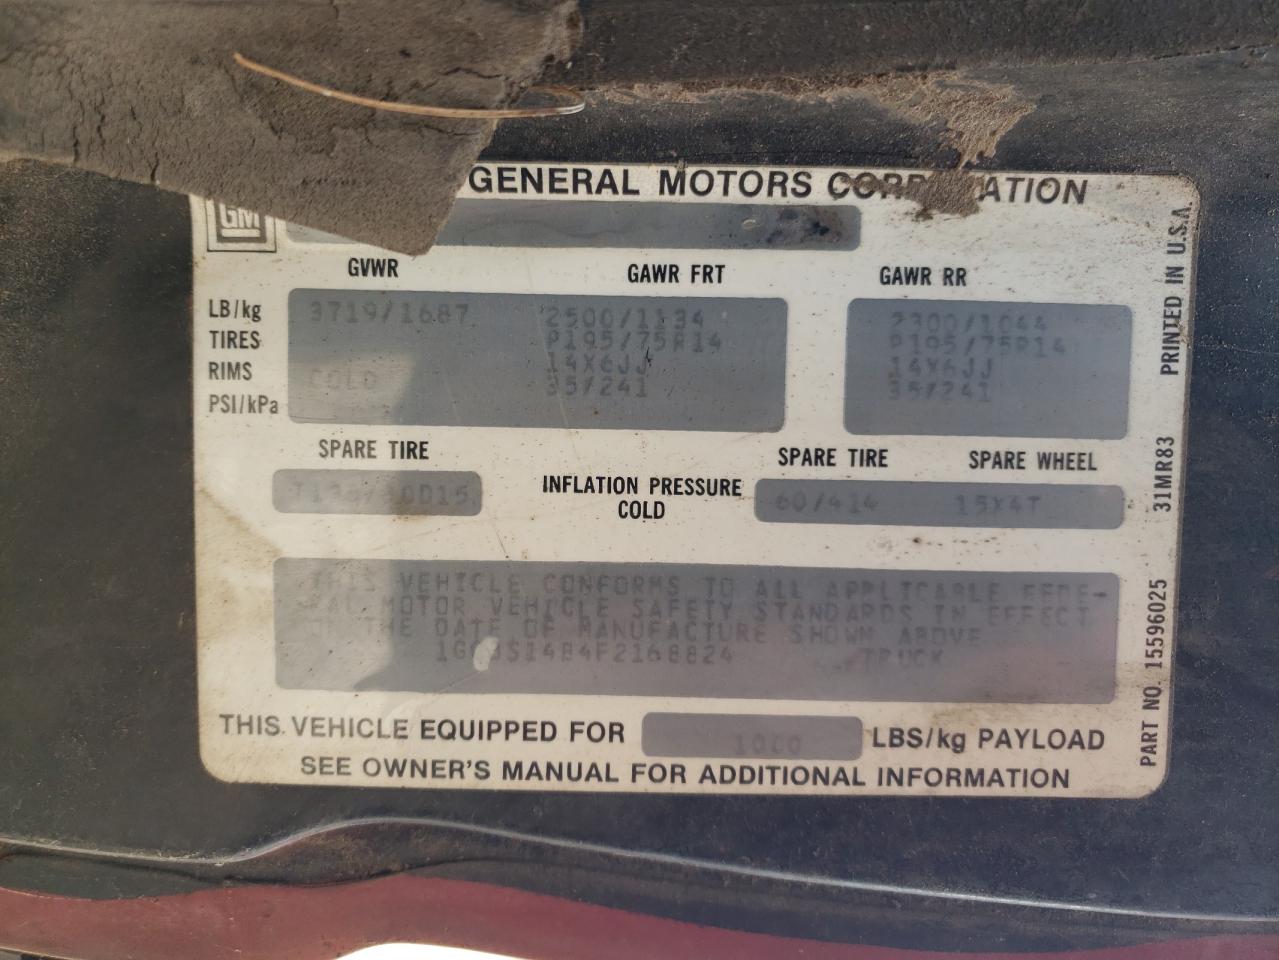 GENERAL MOTORS CORPORATION
GM
GVWR GAWR FRT GAWR RR
LB/kg 3719/1687 2500/1134 2300/1044
TIRES P195/75R14 P195/75R14
RIMS 14X6JJ 14X6JJ
PSI/kPa COLD 35/241 35/241
SPARE TIRE SPARE TIRE SPARE WHEEL
INFLATION PRESSURE 60/414 15X4T
COLD
THIS VEHICLE CONFORMS TO ALL APPLICABLE FEDE-
RAL MOTOR VEHICLE SAFETY STANDARDS IN EFFECT
ON THE DATE OF MANUFACTURE SHOWN ABOVE
TRUCK
THIS VEHICLE EQUIPPED FOR 1000 LBS/kg PAYLOAD
SEE OWNER'S MANUAL FOR ADDITIONAL INFORMATION
PART NO. 15596025 31MR83 PRINTED IN U.S.A.